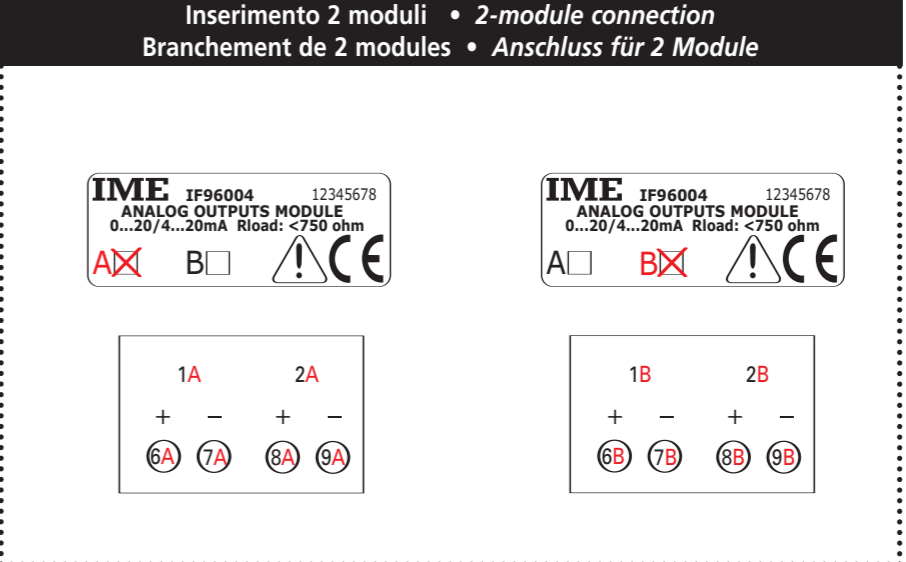 Inserimento 2 moduli • 2-module connection
Branchement de 2 modules • Anschluss für 2 Module
IME IF96004 12345678
ANALOG OUTPUTS MODULE
0...20/4...20mA Rload: <750 ohm
A B ! CE
1A 2A
+ − + −
6A 7A 8A 9A
IME IF96004 12345678
ANALOG OUTPUTS MODULE
0...20/4...20mA Rload: <750 ohm
A B ! CE
1B 2B
+ − + −
6B 7B 8B 9B